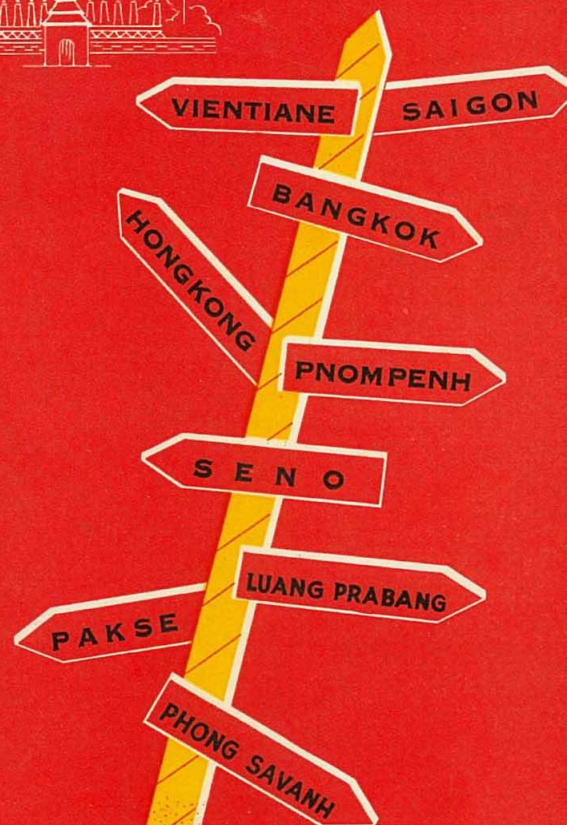 VIENTIANE
SAIGON
BANGKOK
HONGKONG
PNOMPENH
SENO
LUANG PRABANG
PAKSE
PHONG SAVANH